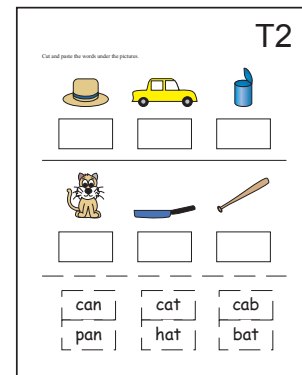 T2
Cut and paste the words under the pictures.
can cat cab
pan hat bat